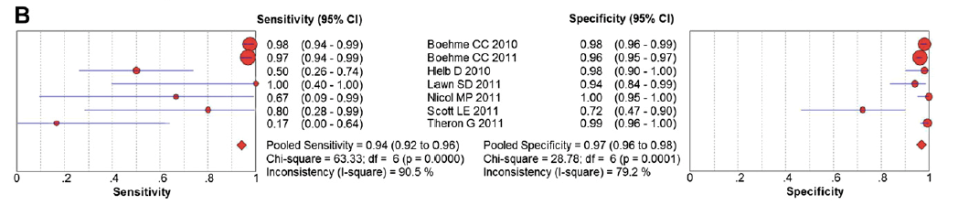 B
Sensitivity (95% CI) Specificity (95% CI)
0.98 (0.94 - 0.99) Boehme CC 2010 0.98 (0.96 - 0.99)
0.97 (0.94 - 0.99) Boehme CC 2011 0.96 (0.95 - 0.97)
0.50 (0.26 - 0.74) Helb D 2010 0.98 (0.90 - 1.00)
1.00 (0.40 - 1.00) Lawn SD 2011 0.94 (0.84 - 0.99)
0.67 (0.09 - 0.99) Nicol MP 2011 1.00 (0.95 - 1.00)
0.80 (0.28 - 0.99) Scott LE 2011 0.72 (0.47 - 0.90)
0.17 (0.00 - 0.64) Theron G 2011 0.99 (0.96 - 1.00)
Pooled Sensitivity = 0.94 (0.92 to 0.96) Pooled Specificity = 0.97 (0.96 to 0.98)
Chi-square = 63.33; df = 6 (p = 0.0000) Chi-square = 28.78; df = 6 (p = 0.0001)
Inconsistency (I-square) = 90.5 % Inconsistency (I-square) = 79.2 %
0 .2 .4 .6 .8 1 0 .2 .4 .6 .8 1
Sensitivity Specificity